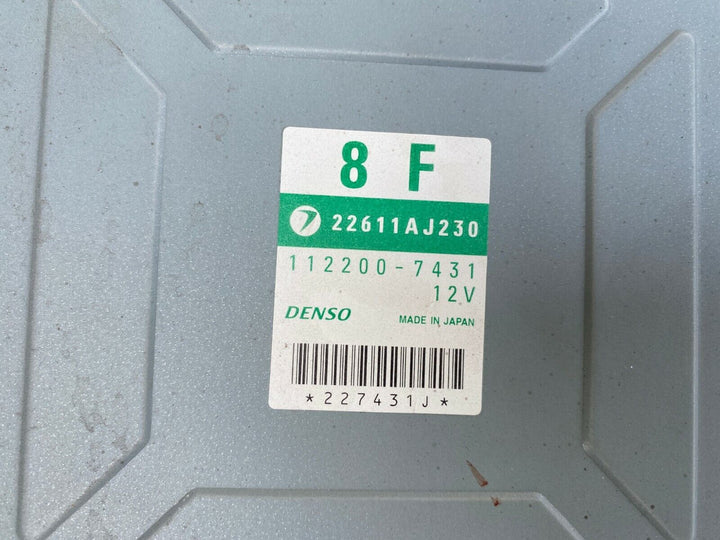 8 F
22611AJ230
112200-7431
12V
DENSO
MADE IN JAPAN
*227431J*